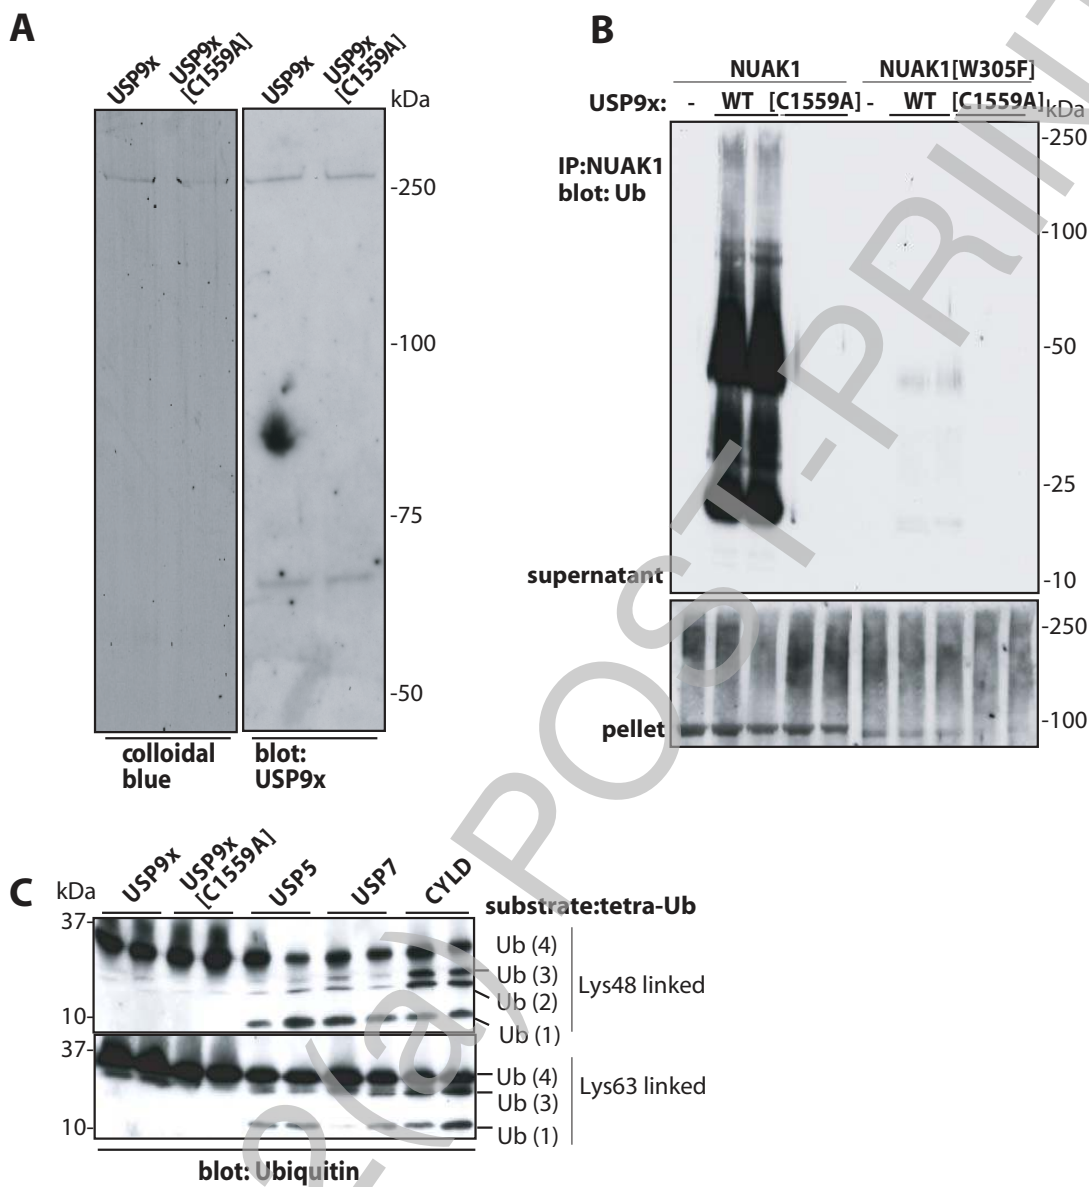 A
USP9x
USP9x
[C1559A]
USP9x
USP9x
[C1559A]
kDa
-250
-100
-75
-50
colloidal
blue
blot:
USP9x
B
NUAK1
NUAK1[W305F]
USP9x:
-
WT
[C1559A]
-
WT
[C1559A]
kDa
IP:NUAK1
blot: Ub
-250
-100
-50
-25
-10
supernatant
-250
-100
pellet
C
kDa
USP9x
USP9x
[C1559A]
USP5
USP7
CYLD
substrate:tetra-Ub
37-
10-
Ub (4)
Ub (3)
Ub (2)
Ub (1)
Lys48 linked
37-
10-
Ub (4)
Ub (3)
Ub (1)
Lys63 linked
blot: Ubiquitin
2(a) POST-PRINT